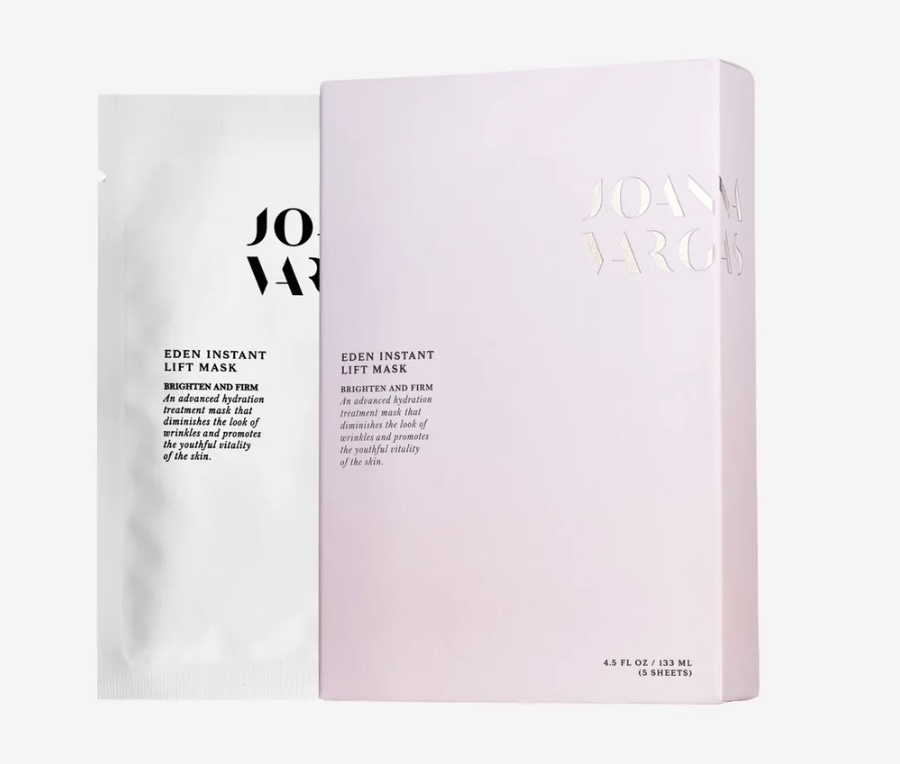 JO
VAR
EDEN INSTANT
LIFT MASK
BRIGHTEN AND FIRM
An advanced hydration
treatment mask that
diminishes the look of
wrinkles and promotes
the youthful vitality
of the skin.
JOANNA
VARGAS
EDEN INSTANT
LIFT MASK
BRIGHTEN AND FIRM
An advanced hydration
treatment mask that
diminishes the look of
wrinkles and promotes
the youthful vitality
of the skin.
4.5 FL OZ / 133 ML
(5 SHEETS)